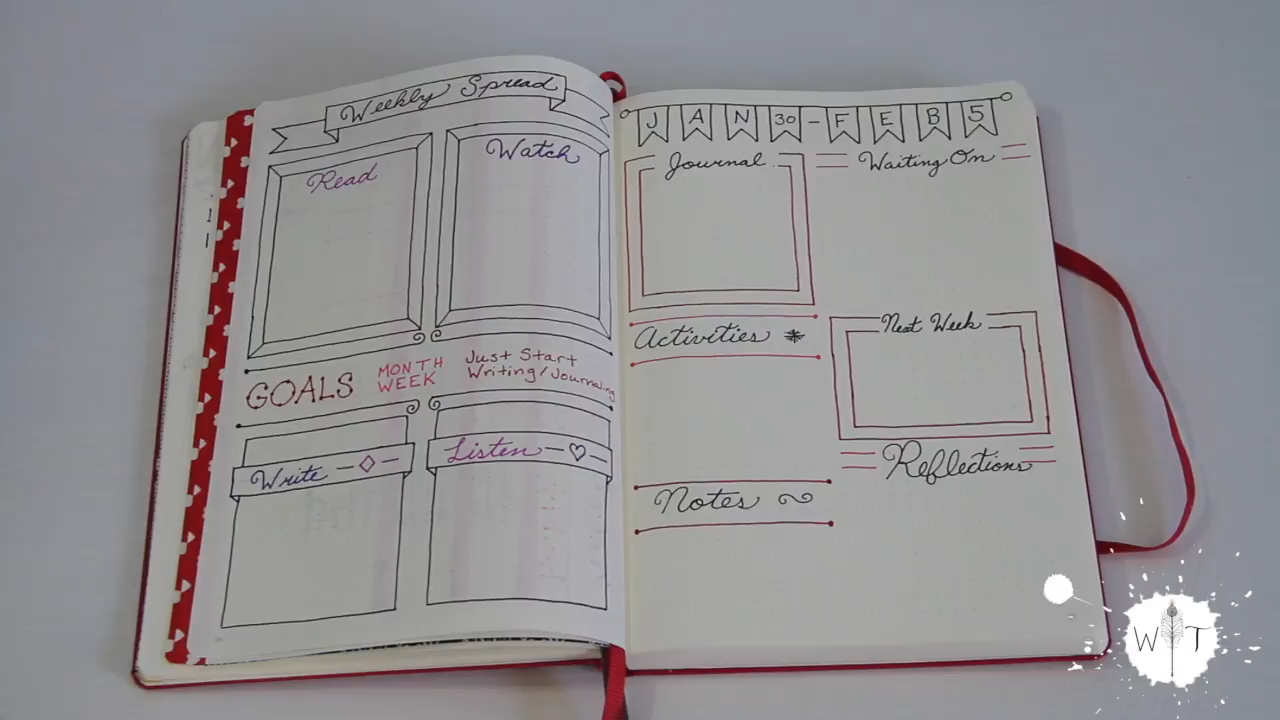 Weekly Spread
Read
Watch
GOALS
MONTH
WEEK
Just Start
Writing/Journaling
Write
Listen
JAN 30 - FEB 5
Journal
Waiting On
Activities
Next Week
Reflections
Notes
W T